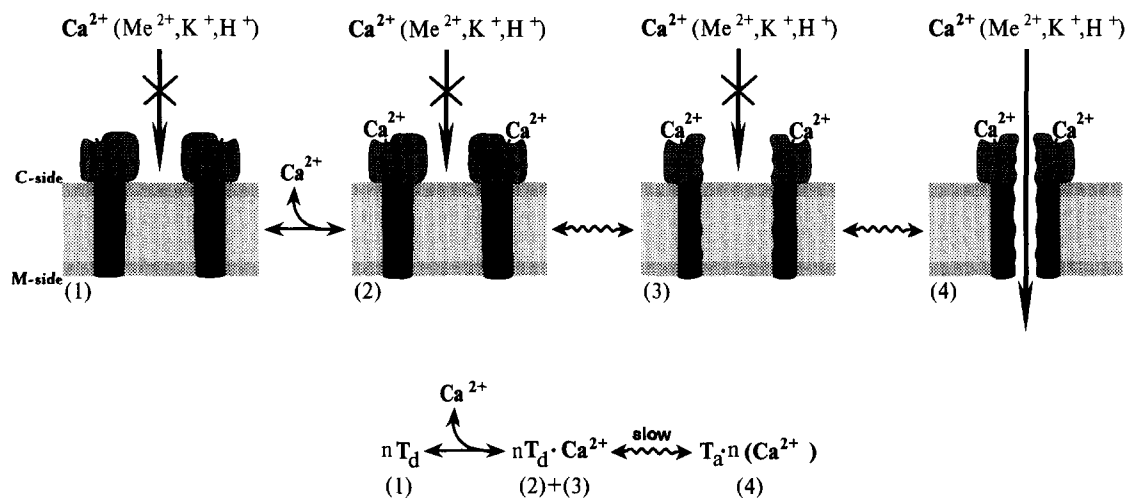 Ca²⁺ (Me²⁺,K⁺,H⁺) Ca²⁺ (Me²⁺,K⁺,H⁺) Ca²⁺ (Me²⁺,K⁺,H⁺) Ca²⁺ (Me²⁺,K⁺,H⁺)
Ca²⁺ Ca²⁺ Ca²⁺ Ca²⁺ Ca²⁺ Ca²⁺
C-side
Ca²⁺
M-side
(1) (2) (3) (4)
Ca²⁺
nT_d nT_d·Ca²⁺ slow T_a·n(Ca²⁺)
(1) (2)+(3) (4)